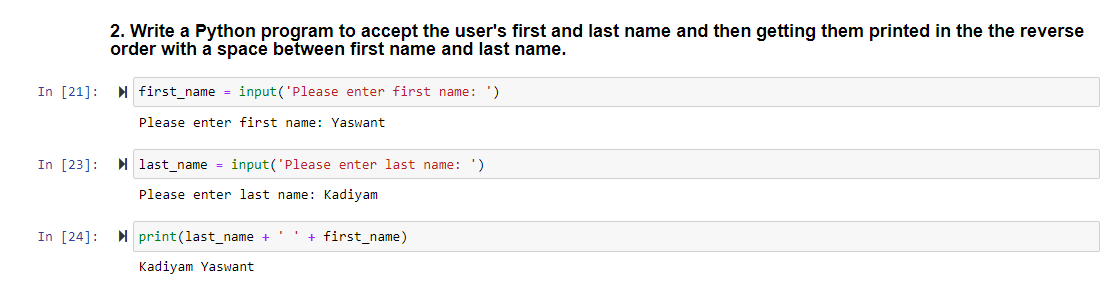 2. Write a Python program to accept the user's first and last name and then getting them printed in the the reverse
order with a space between first name and last name.
In [21]: first_name = input('Please enter first name: ')
Please enter first name: Yaswant
In [23]: last_name = input('Please enter last name: ')
Please enter last name: Kadiyam
In [24]: print(last_name + ' ' + first_name)
Kadiyam Yaswant